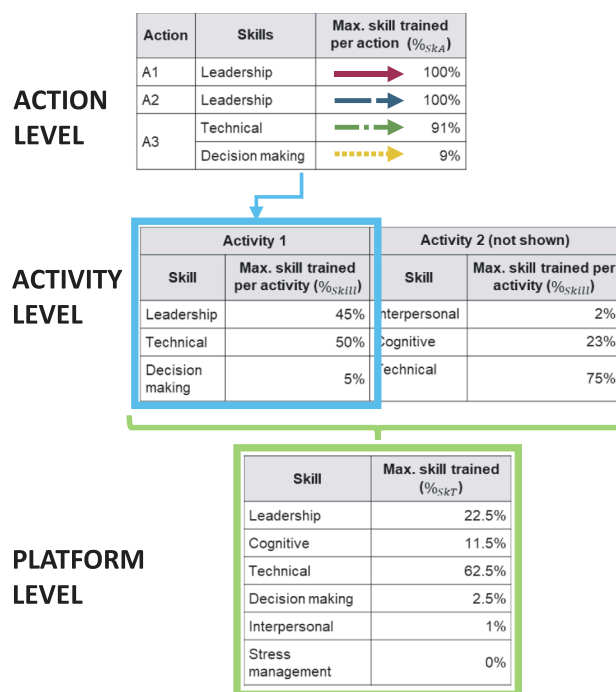 Action Skills Max. skill trained
per action (%SkA)
A1 Leadership 100%
A2 Leadership 100%
A3 Technical 91%
Decision making 9%
ACTION
LEVEL
Activity 1 Activity 2 (not shown)
Skill Max. skill trained
per activity (%Skill) Skill Max. skill trained per
activity (%Skill)
Leadership 45% nterpersonal 2%
Technical 50% Cognitive 23%
Decision
making 5% Technical 75%
ACTIVITY
LEVEL
Skill Max. skill trained
(%SkT)
Leadership 22.5%
Cognitive 11.5%
Technical 62.5%
Decision making 2.5%
Interpersonal 1%
Stress
management 0%
PLATFORM
LEVEL